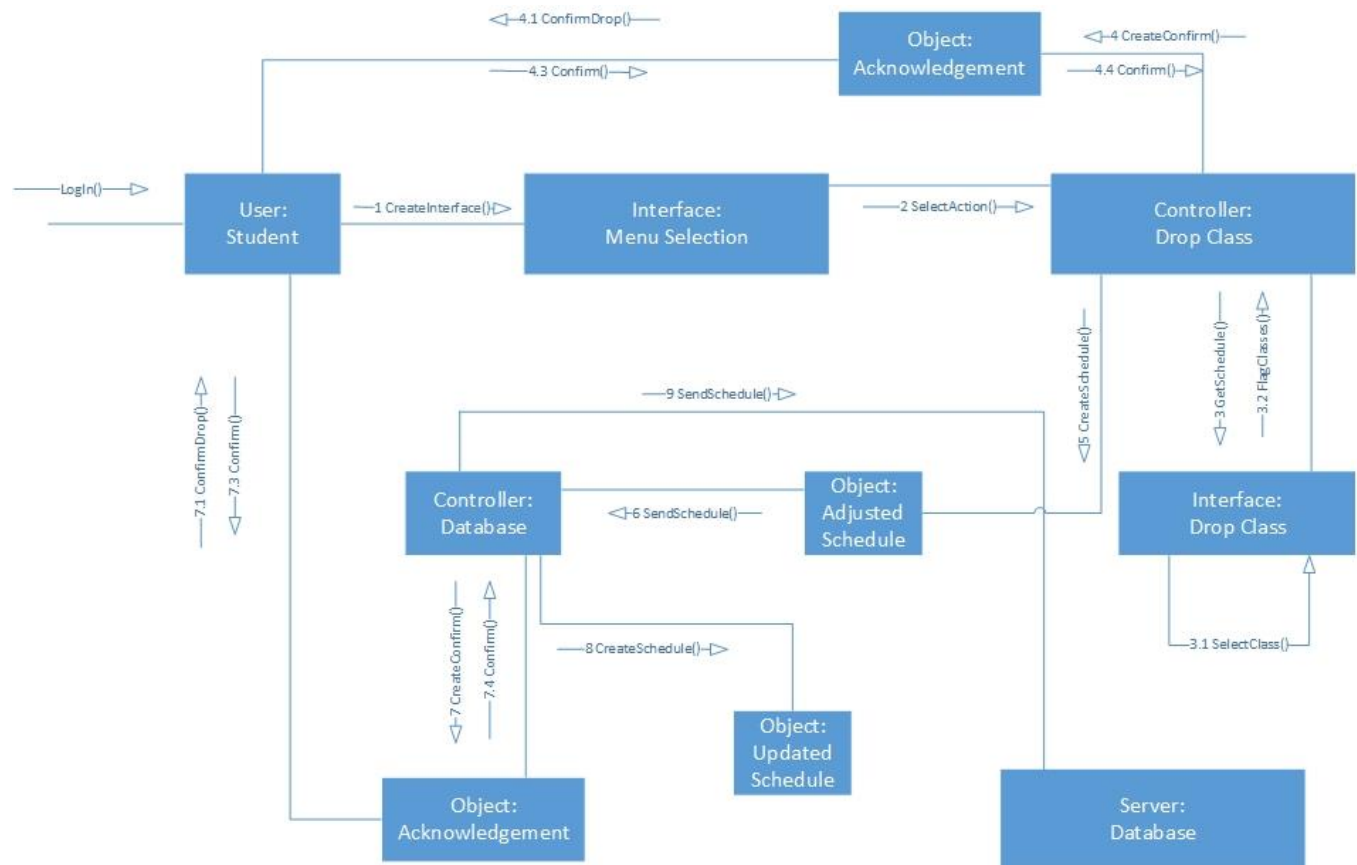 4.1 ConfirmDrop()
4.3 Confirm()
Object:
Acknowledgement
4 CreateConfirm()
4.4 Confirm()
LogIn()
User:
Student
1 CreateInterface()
Interface:
Menu Selection
2 SelectAction()
Controller:
Drop Class
5 CreateSchedule()
3 GetSchedule()
3.2 FlagClasses()
7.1 ConfirmDrop()
7.3 Confirm()
9 SendSchedule()
Controller:
Database
6 SendSchedule()
Object:
Adjusted
Schedule
Interface:
Drop Class
3.1 SelectClass()
7 CreateConfirm()
7.4 Confirm()
8 CreateSchedule()
Object:
Updated
Schedule
Object:
Acknowledgement
Server:
Database